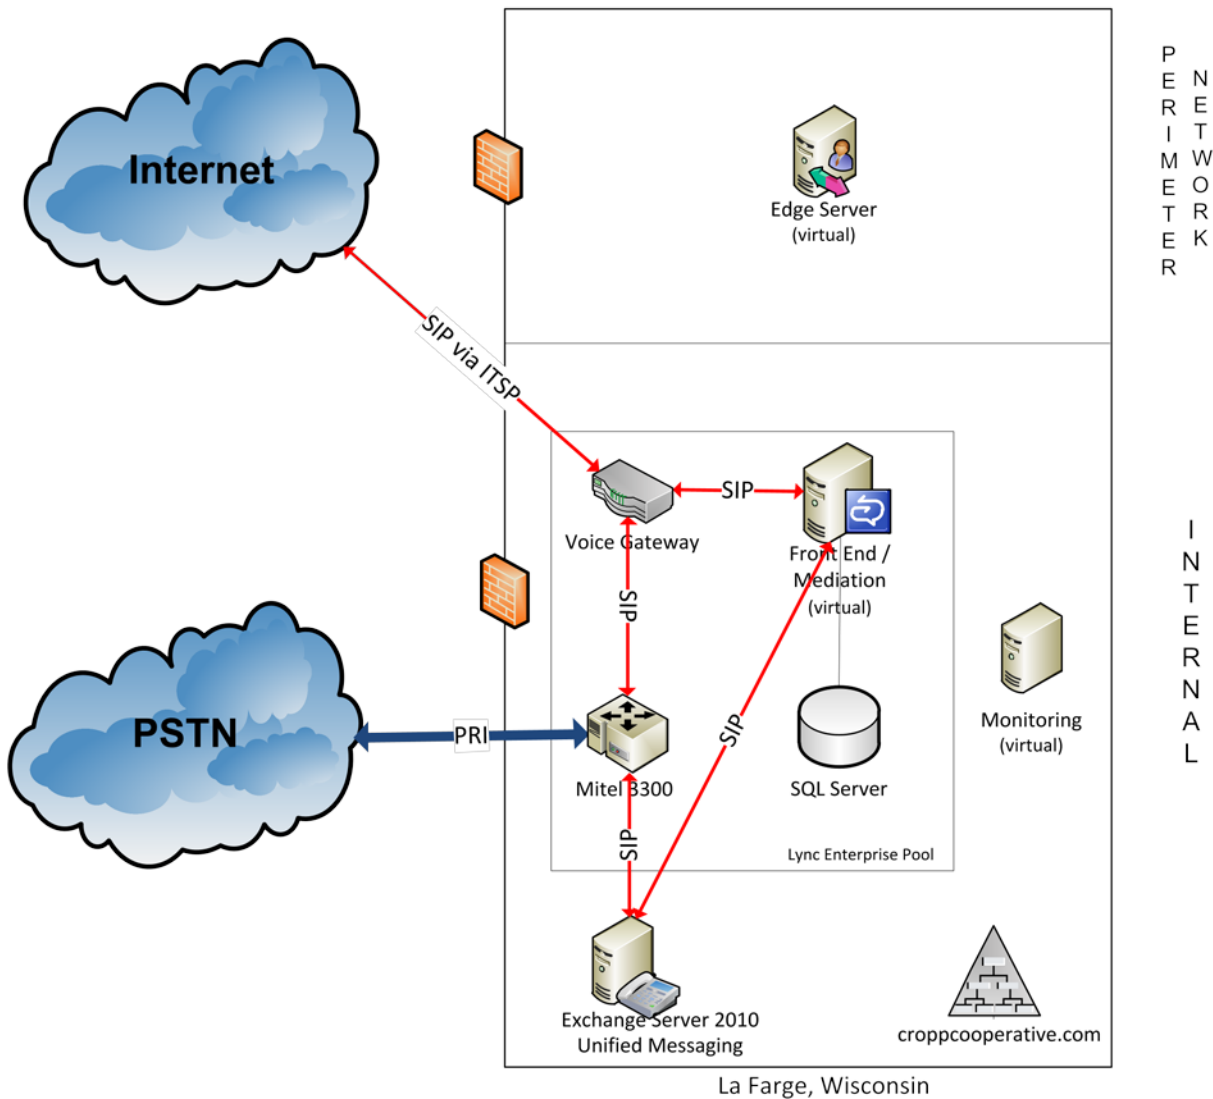 PERIMETER
NETWORK
Internet
Edge Server
(virtual)
SIP via ITSP
SIP
Voice Gateway
Front End /
Mediation
(virtual)
SIP
INTERNAL
PSTN
PRI
SIP
Mitel 3300
SQL Server
Monitoring
(virtual)
SIP
Lync Enterprise Pool
Exchange Server 2010
Unified Messaging
croppcooperative.com
La Farge, Wisconsin